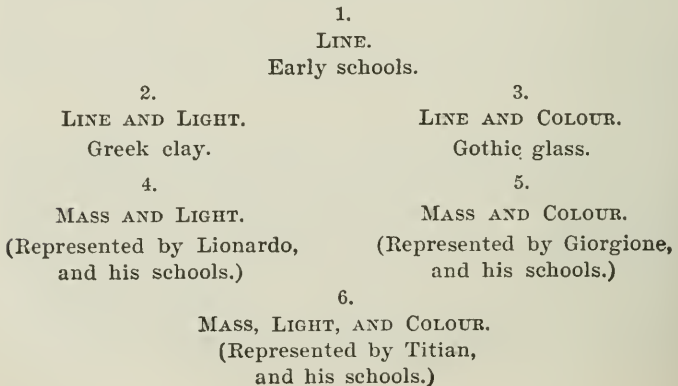 1.
LINE.
Early schools.
2.
LINE AND LIGHT.
Greek clay.
3.
LINE AND COLOUR.
Gothic glass.
4.
MASS AND LIGHT.
(Represented by Lionardo,
and his schools.)
5.
MASS AND COLOUR.
(Represented by Giorgione,
and his schools.)
6.
MASS, LIGHT, AND COLOUR.
(Represented by Titian,
and his schools.)